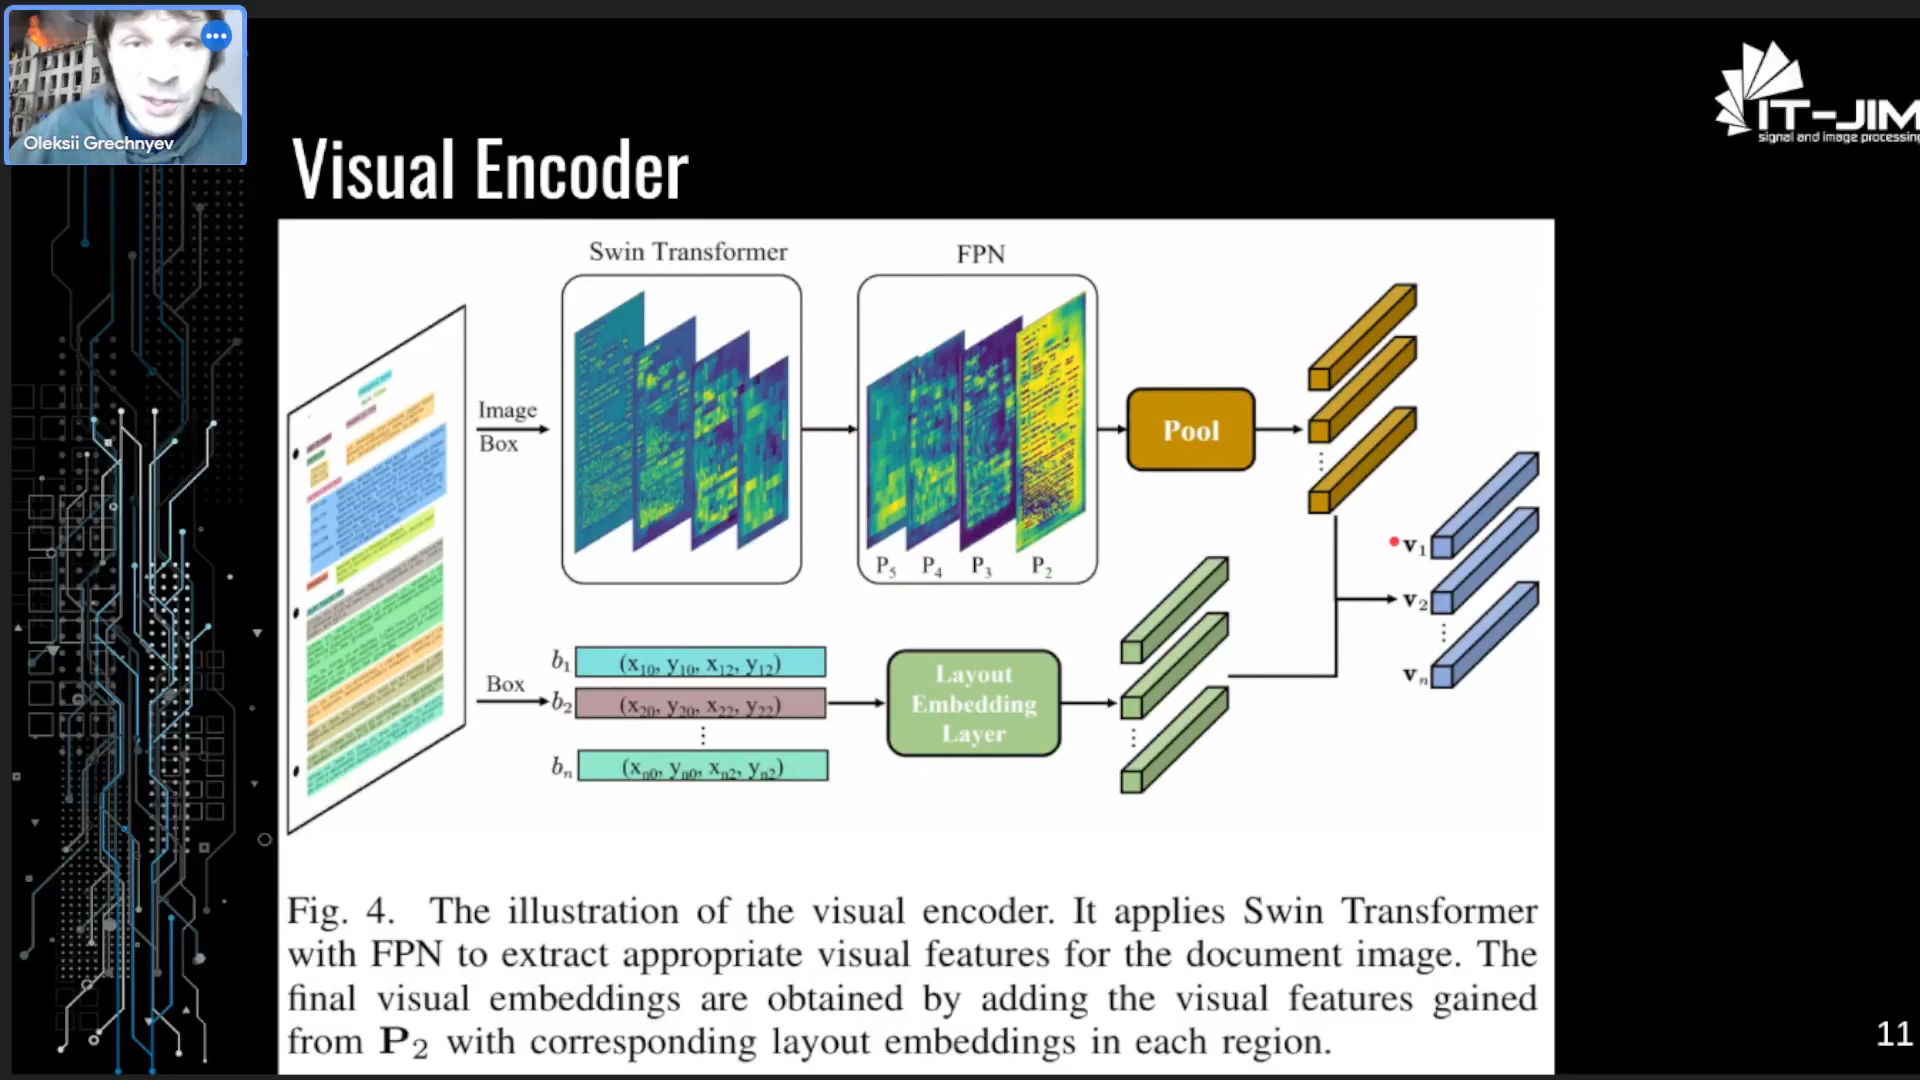 Oleksii Grechnyev
IT-JIM
signal and image processing
Visual Encoder
Swin Transformer
FPN
Image
Box
Pool
P5 P4 P3 P2
v1
v2
vn
Box
b1 (x10, y10, x12, y12)
b2 (x20, y20, x22, y22)
bn (xn0, yn0, xn2, yn2)
Layout
Embedding
Layer
Fig. 4. The illustration of the visual encoder. It applies Swin Transformer
with FPN to extract appropriate visual features for the document image. The
final visual embeddings are obtained by adding the visual features gained
from P2 with corresponding layout embeddings in each region.
11